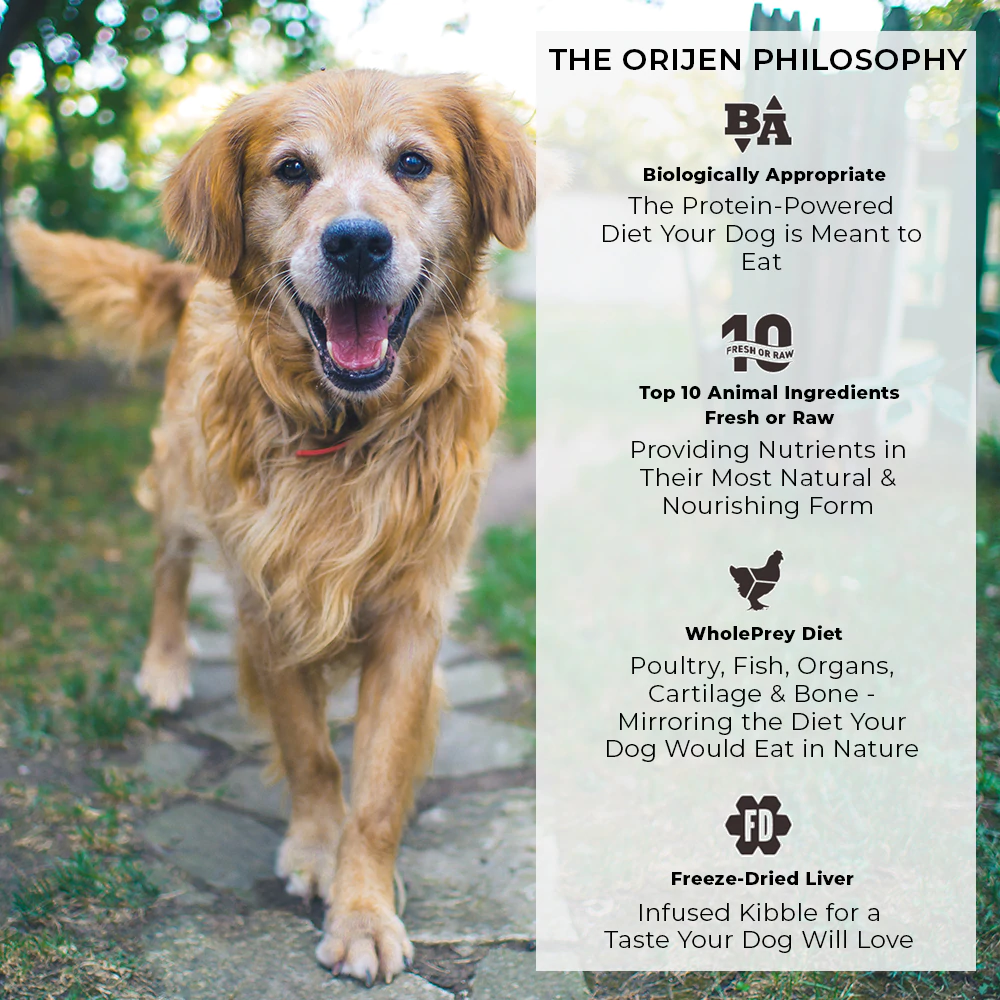 THE ORIJEN PHILOSOPHY
BA
Biologically Appropriate
The Protein-Powered
Diet Your Dog is Meant to
Eat
10
FRESH OR RAW
Top 10 Animal Ingredients
Fresh or Raw
Providing Nutrients in
Their Most Natural &
Nourishing Form
WholePrey Diet
Poultry, Fish, Organs,
Cartilage & Bone -
Mirroring the Diet Your
Dog Would Eat in Nature
FD
Freeze-Dried Liver
Infused Kibble for a
Taste Your Dog Will Love